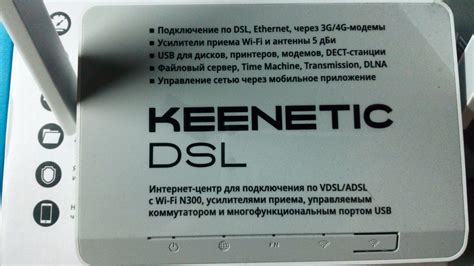 Подключение по DSL, Ethernet, через 3G/4G-модемы
Усилители приема Wi-Fi и антенны 5 дБи
USB для дисков, принтеров, модемов, DECT-станции
Файловый сервер, Time Machine, Transmission, DLNA
Управление сетью через мобильное приложение
KEENETIC
DSL
Интернет-центр для подключения по VDSL/ADSL
с Wi-Fi N300, усилителями приема, управляемым
коммутатором и многофункциональным портом USB